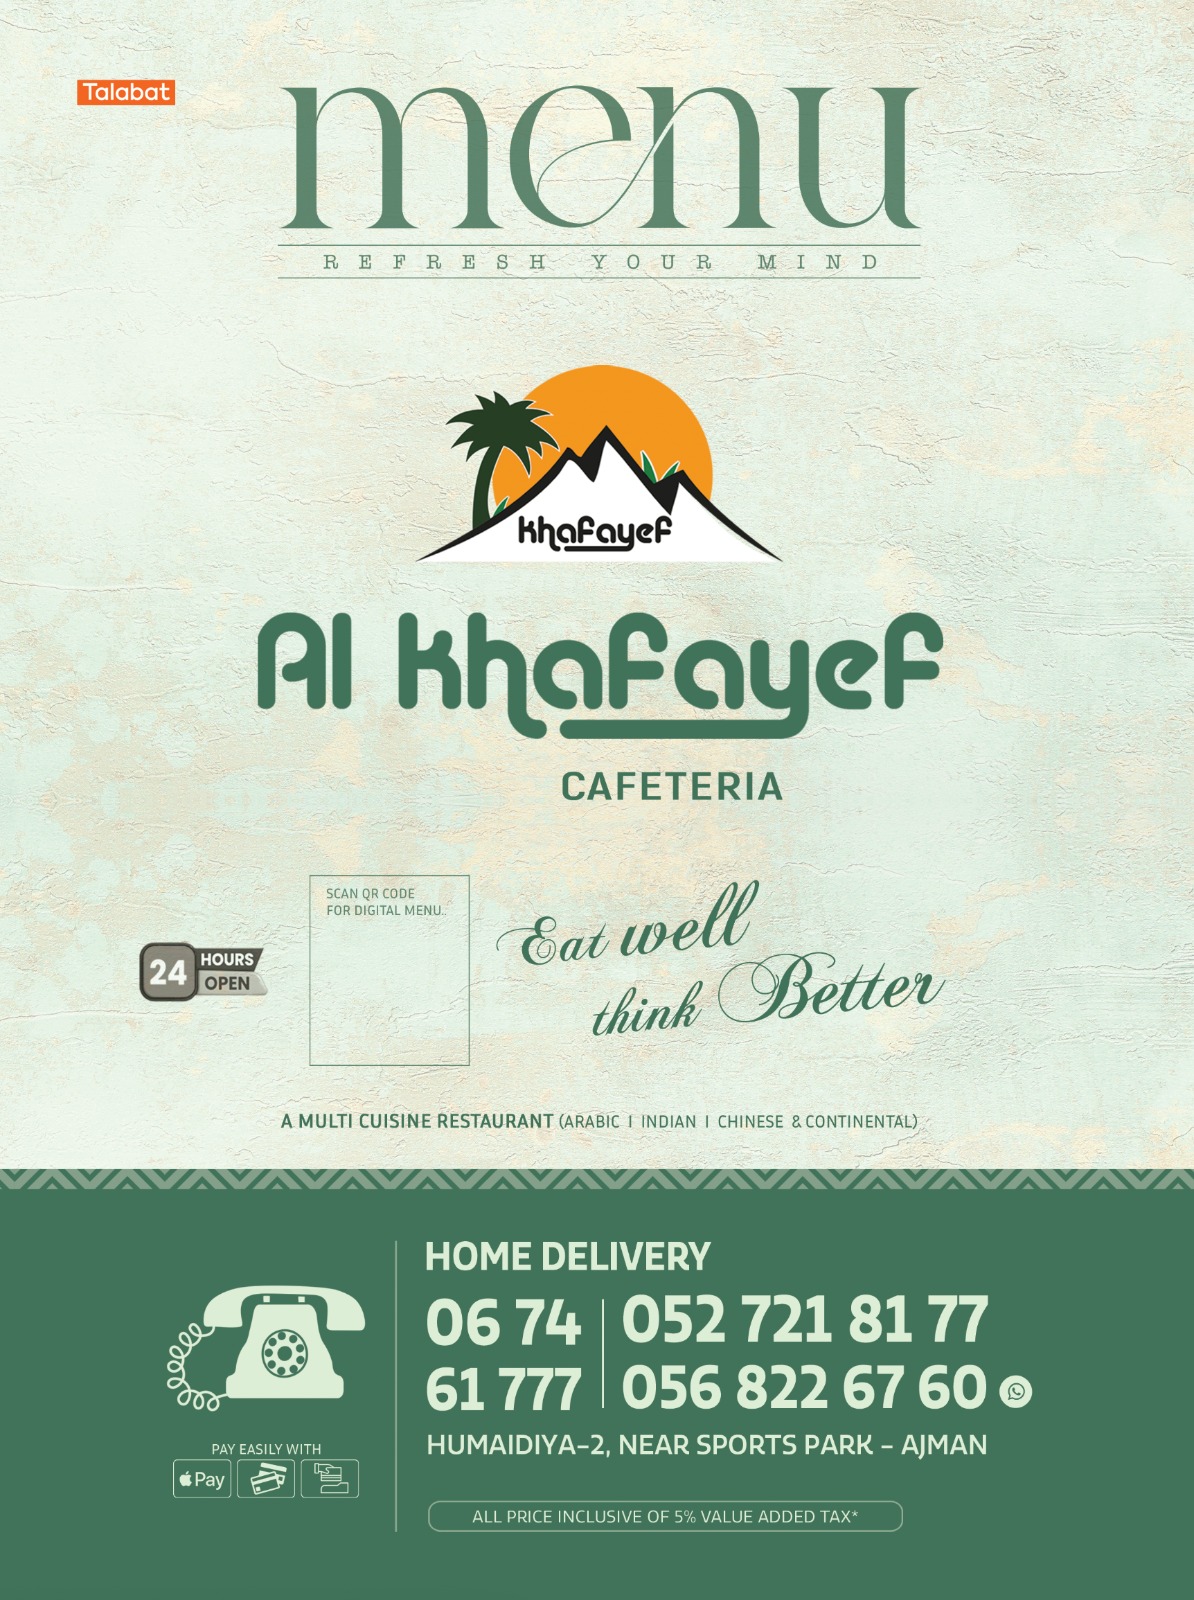 Talabat
menu
REFRESH YOUR MIND
khafayef
Al khafayef
CAFETERIA
SCAN QR CODE
FOR DIGITAL MENU..
24 HOURS
OPEN
Eat well
think Better
A MULTI CUISINE RESTAURANT (ARABIC I INDIAN I CHINESE & CONTINENTAL)
HOME DELIVERY
06 74
61 777
052 721 81 77
056 822 67 60
HUMAIDIYA-2, NEAR SPORTS PARK - AJMAN
PAY EASILY WITH
Pay
ALL PRICE INCLUSIVE OF 5% VALUE ADDED TAX*